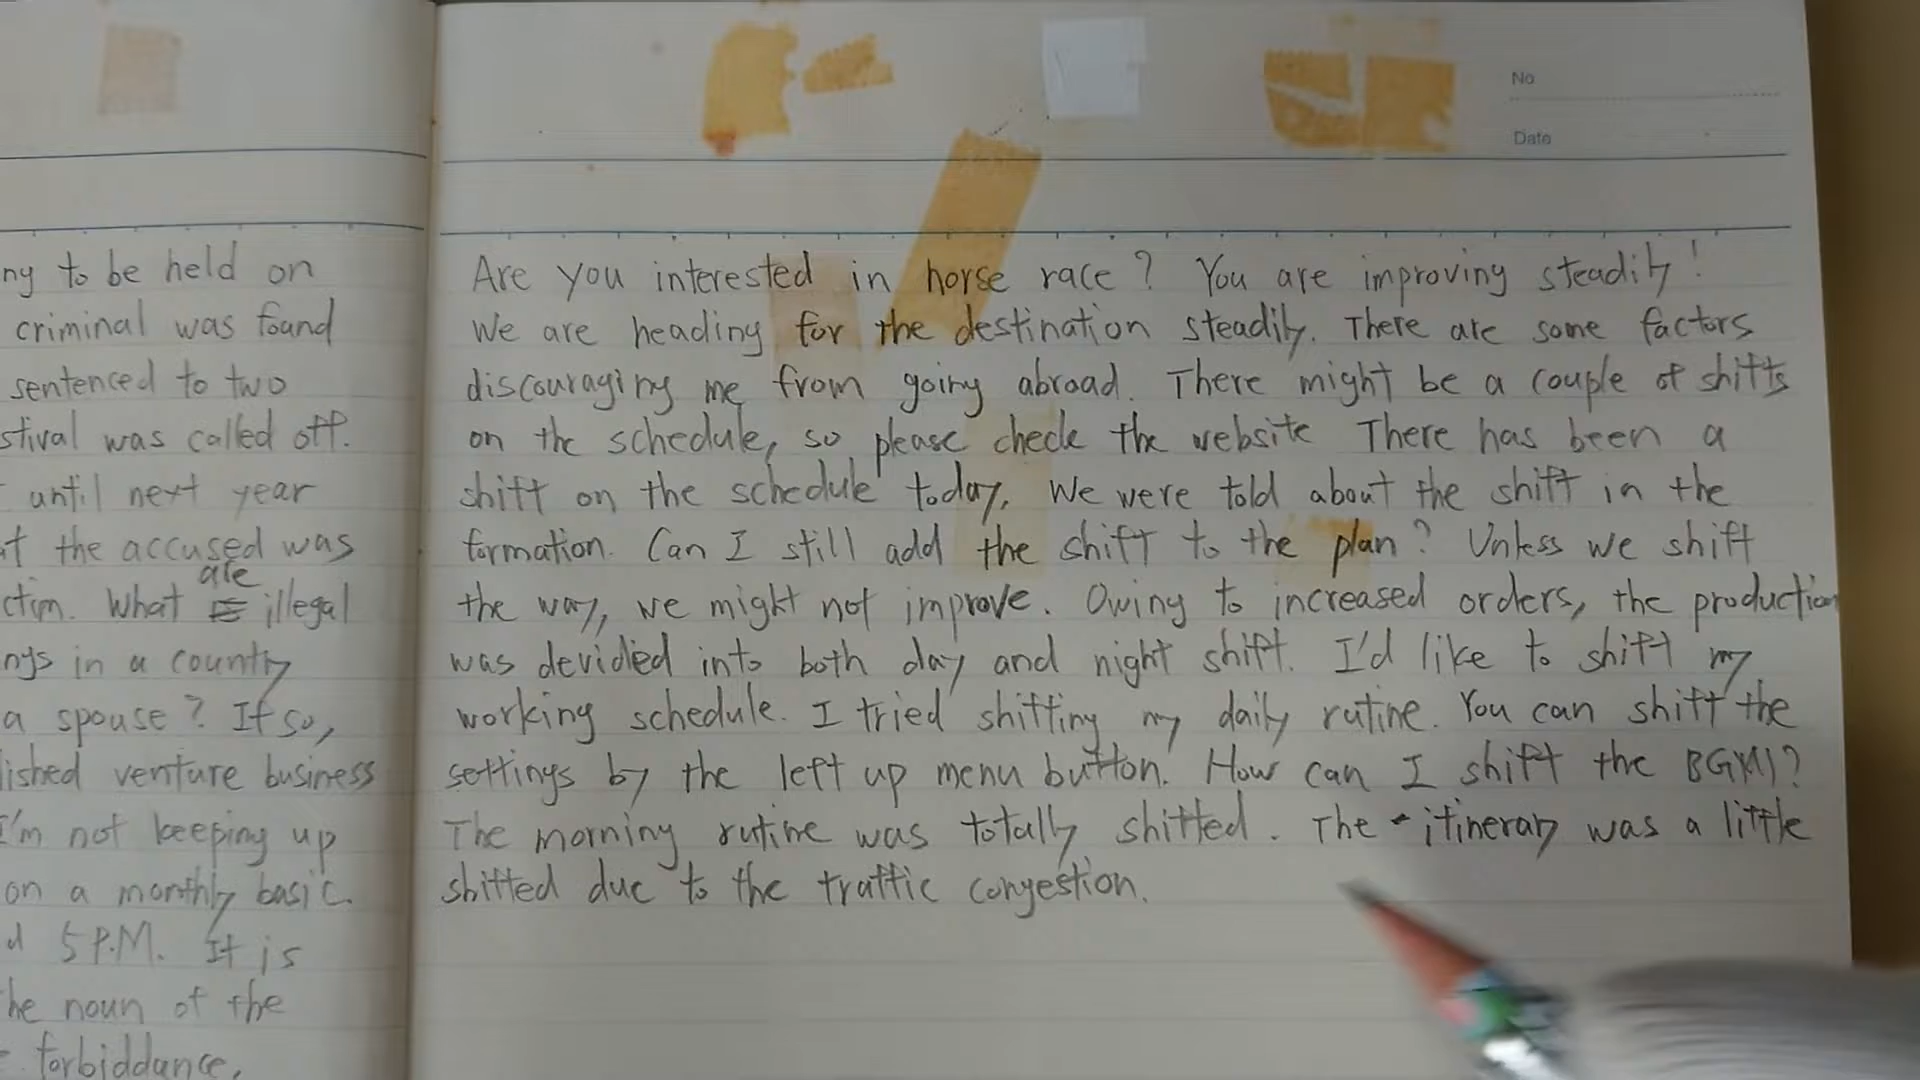 ny to be held on
criminal was found
sentenced to two
stival was called off.
until next year
at the accused was
are
ction. What illegal
ngs in a country
a spouse? If so,
lished venture business
I'm not keeping up
on a monthly basic.
d 5 P.M. It is
he noun of the
forbiddance.
No
Date
Are you interested in horse race? You are improving steadily!
We are heading for the destination steadily. There are some factors
discouraging me from going abroad. There might be a couple of shifts
on the schedule, so please check the website There has been a
shift on the schedule today. We were told about the shift in the
formation. Can I still add the shift to the plan? Unless we shift
the way, we might not improve. Owing to increased orders, the production
was devided into both day and night shift. I'd like to shift my
working schedule. I tried shifting my daily rutine. You can shift the
settings by the left up menu button. How can I shift the BGM?
The morning rutine was totally shifted. The itinerary was a little
shifted due to the traffic congestion.